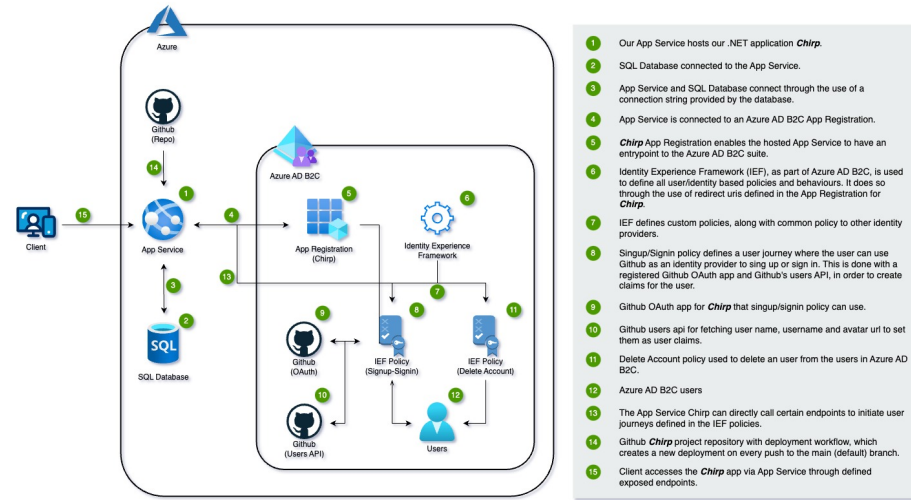 Azure
Github
(Repo)
14
1
15
Client
App Service
4
3
2
SQL
SQL Database
13
Azure AD B2C
5
App Registration
(Chirp)
6
Identity Experience
Framework
7
9
Github
(OAuth)
8
IEF Policy
(Signup-Signin)
11
IEF Policy
(Delete Account)
10
Github
(Users API)
12
Users
1 Our App Service hosts our .NET application Chirp.
2 SQL Database connected to the App Service.
3 App Service and SQL Database connect through the use of a
connection string provided by the database.
4 App Service is connected to an Azure AD B2C App Registration.
5 Chirp App Registration enables the hosted App Service to have an
entrypoint to the Azure AD B2C suite.
6 Identity Experience Framework (IEF), as part of Azure AD B2C, is used
to define all user/identity based policies and behaviours. It does so
through the use of redirect uris defined in the App Registration for
Chirp.
7 IEF defines custom policies, along with common policy to other identity
providers.
8 Singup/Signin policy defines a user journey where the user can use
Github as an identity provider to sing up or sign in. This is done with a
registered Github OAuth app and Github's users API, in order to create
claims for the user.
9 Github OAuth app for Chirp that singup/signin policy can use.
10 Github users api for fetching user name, username and avatar url to set
them as user claims.
11 Delete Account policy used to delete an user from the users in Azure AD
B2C.
12 Azure AD B2C users
13 The App Service Chirp can directly call certain endpoints to initiate user
journeys defined in the IEF policies.
14 Github Chirp project repository with deployment workflow, which
creates a new deployment on every push to the main (default) branch.
15 Client accesses the Chirp app via App Service through defined
exposed endpoints.